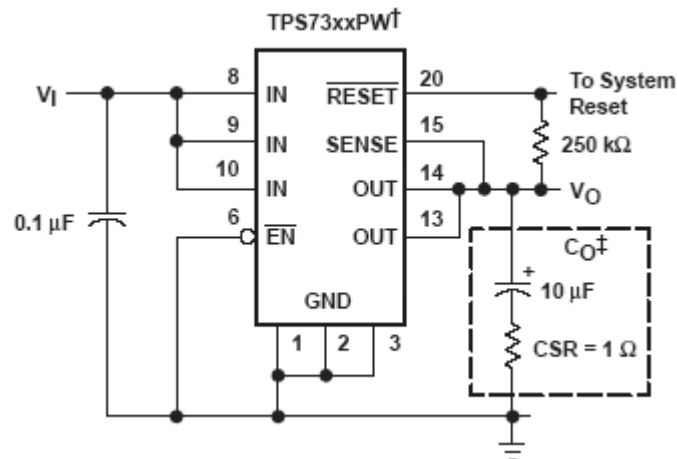 TPS73xxPW†
VI
8
IN
9
IN
10
IN
6
EN
RESET
20
SENSE
15
OUT
14
OUT
13
GND
1
2
3
To System
Reset
250 kΩ
VO
0.1 µF
CO‡
+
10 µF
CSR = 1 Ω